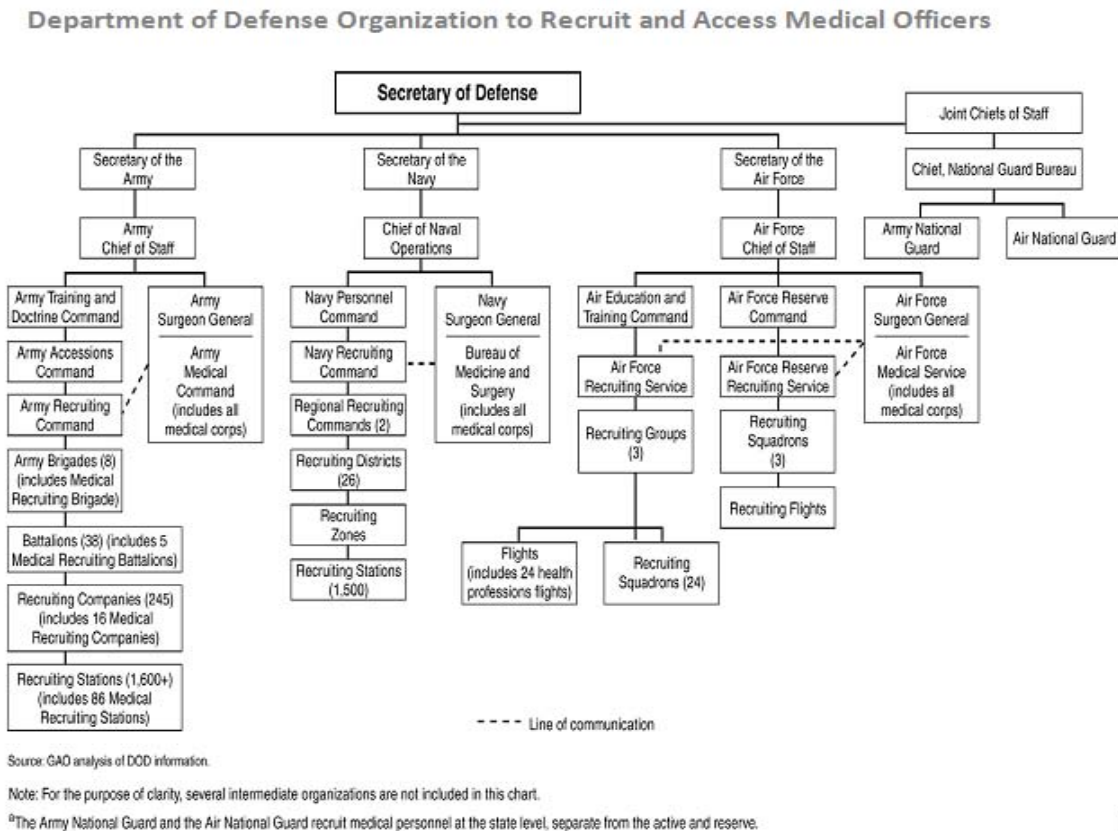 Department of Defense Organization to Recruit and Access Medical Officers
Secretary of Defense
Joint Chiefs of Staff
Secretary of the
Army
Secretary of the
Navy
Secretary of the
Air Force
Chief, National Guard Bureau
Army
Chief of Staff
Chief of Naval
Operations
Air Force
Chief of Staff
Army National
Guard
Air National Guard
Army Training and
Doctrine Command
Army Accessions
Command
Army Recruiting
Command
Army Brigades (8)
(includes Medical
Recruiting Brigade)
Battalions (38) (includes 5
Medical Recruiting Battalions)
Recruiting Companies (245)
(includes 16 Medical
Recruiting Companies)
Recruiting Stations (1,600+)
(includes 86 Medical
Recruiting Stations)
Army
Surgeon General
Army
Medical
Command
(includes all
medical corps)
Navy Personnel
Command
Navy Recruiting
Command
Regional Recruiting
Commands (2)
Recruiting Districts
(26)
Recruiting
Zones
Recruiting Stations
(1,500)
Navy
Surgeon General
Bureau of
Medicine and
Surgery
(includes all
medical corps)
Air Education and
Training Command
Air Force
Recruiting Service
Recruiting Groups
(3)
Flights
(includes 24 health
professions flights)
Recruiting
Squadrons (24)
Air Force Reserve
Command
Air Force Reserve
Recruiting Service
Recruiting
Squadrons
(3)
Recruiting Flights
Air Force
Surgeon General
Air Force
Medical Service
(includes all
medical corps)
Line of communication
Source: GAO analysis of DOD information.
Note: For the purpose of clarity, several intermediate organizations are not included in this chart.
aThe Army National Guard and the Air National Guard recruit medical personnel at the state level, separate from the active and reserve.